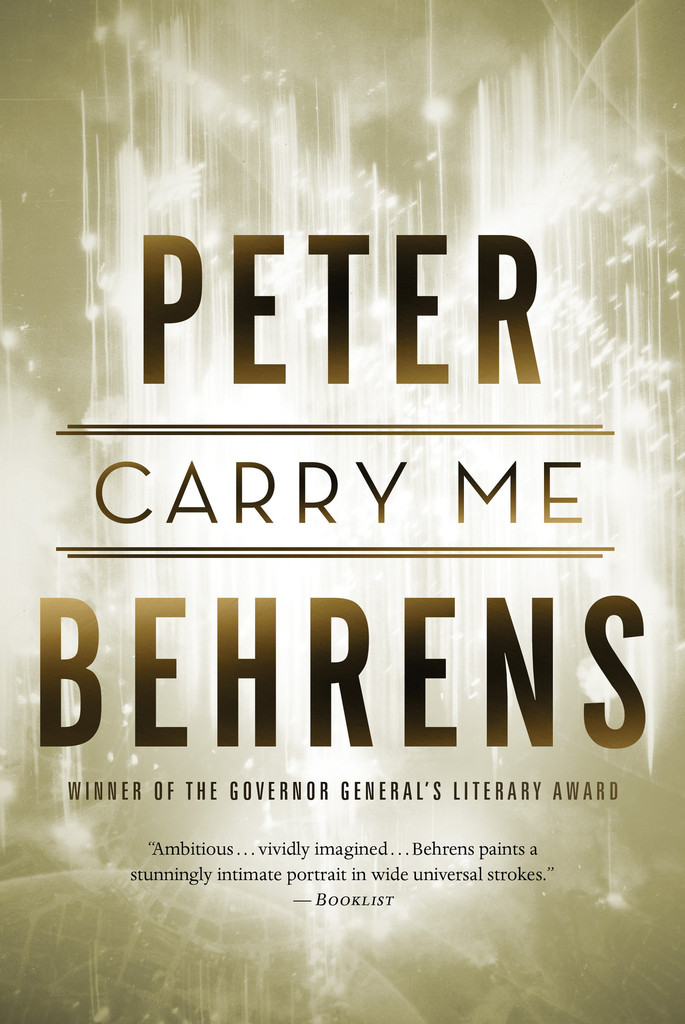 PETER
CARRY ME
BEHRENS
WINNER OF THE GOVERNOR GENERAL'S LITERARY AWARD
“Ambitious... vividly imagined... Behrens paints a
stunningly intimate portrait in wide universal strokes.”
— BOOKLIST